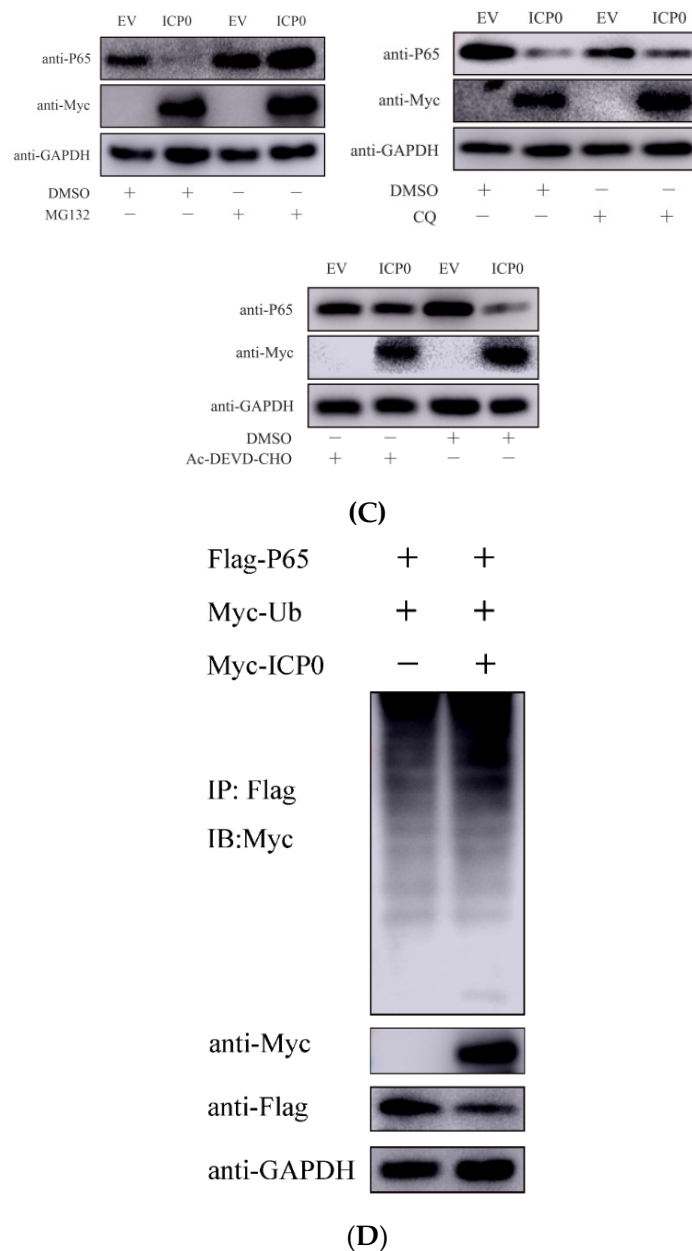 EV ICP0 EV ICP0
anti-P65
anti-Myc
anti-GAPDH
DMSO + + − −
MG132 − − + +
EV ICP0 EV ICP0
anti-P65
anti-Myc
anti-GAPDH
DMSO + + − −
CQ − − + +
EV ICP0 EV ICP0
anti-P65
anti-Myc
anti-GAPDH
DMSO − − + +
Ac-DEVD-CHO + + − −
(C)
Flag-P65 + +
Myc-Ub + +
Myc-ICP0 − +
IP: Flag
IB:Myc
anti-Myc
anti-Flag
anti-GAPDH
(D)